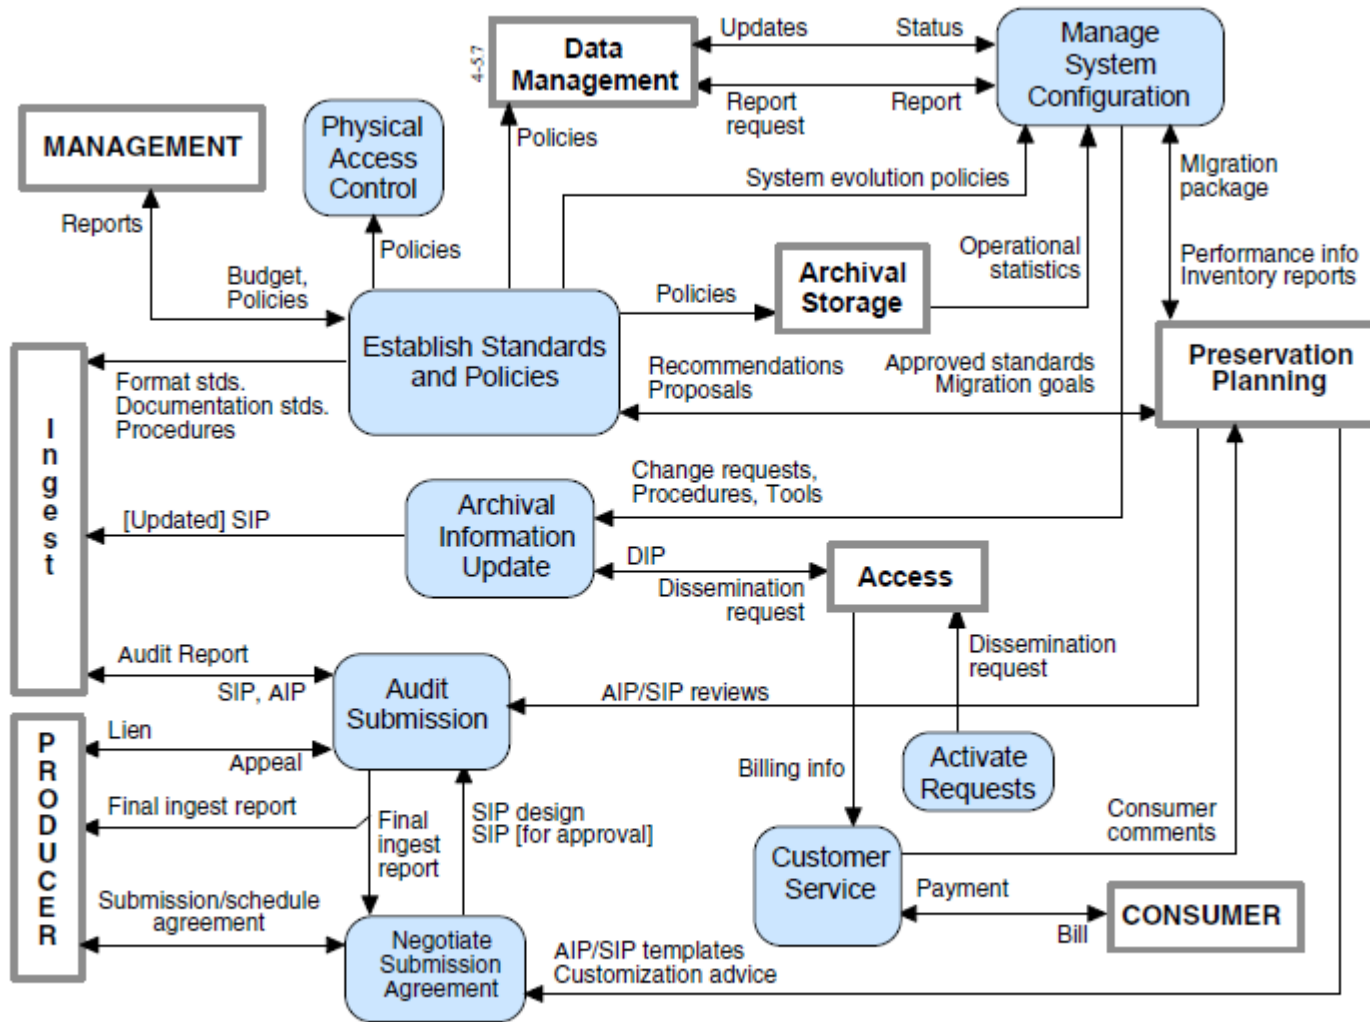 4-5.7
Data
Management
Updates
Status
Manage
System
Configuration
Report
request
Report
MANAGEMENT
Physical
Access
Control
Policies
System evolution policies
MIgration
package
Reports
Policies
Operational
statistics
Performance info
Inventory reports
Budget,
Policies
Policies
Archival
Storage
Establish Standards
and Policies
Recommendations
Proposals
Approved standards
Migration goals
Preservation
Planning
Format stds.
Documentation stds.
Procedures
Ingest
Change requests,
Procedures, Tools
[Updated] SIP
Archival
Information
Update
DIP
Dissemination
request
Access
Dissemination
request
Audit Report
SIP, AIP
Audit
Submission
AIP/SIP reviews
PRODUCER
Lien
Appeal
Billing info
Activate
Requests
Final ingest report
Final
ingest
report
SIP design
SIP [for approval]
Consumer
comments
Customer
Service
Payment
Bill
CONSUMER
Submission/schedule
agreement
Negotiate
Submission
Agreement
AIP/SIP templates
Customization advice